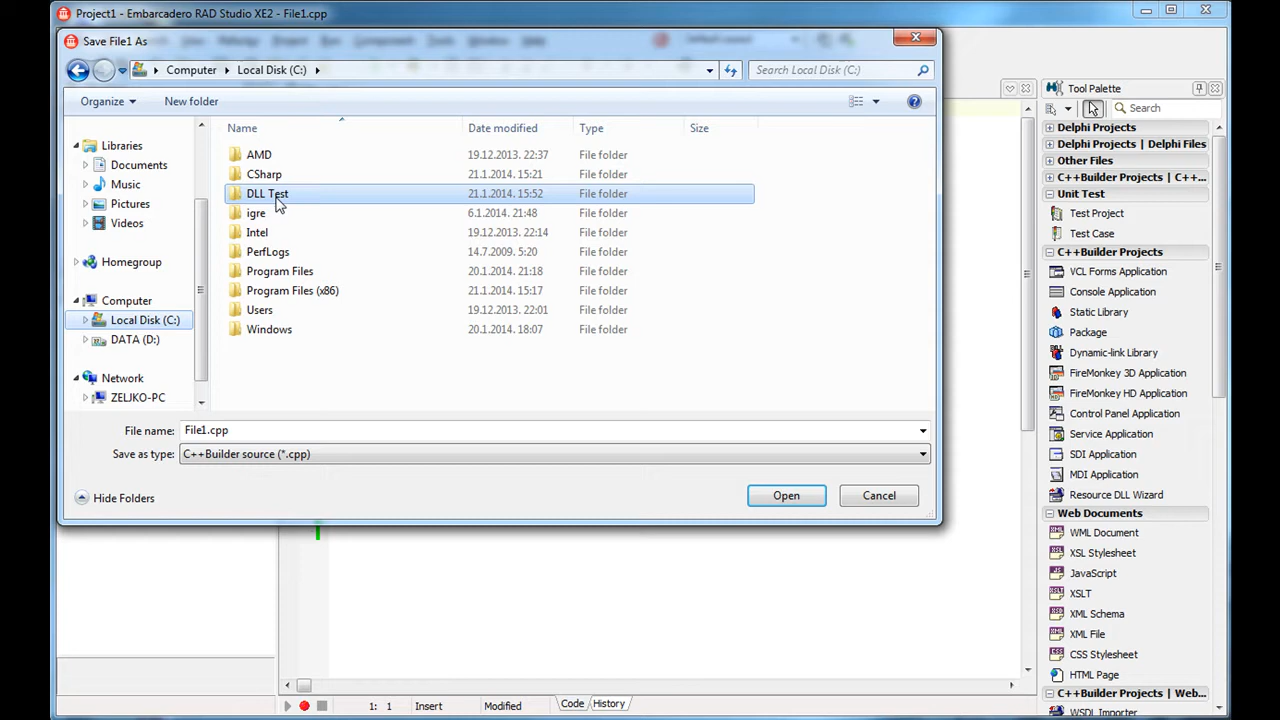 Project1 - Embarcadero RAD Studio XE2 - File1.cpp
Save File1 As
Computer
Local Disk (C:)
Search Local Disk (C:)
Organize
New folder
Libraries
Documents
Music
Pictures
Videos
Homegroup
Computer
Local Disk (C:)
DATA (D:)
Network
ZELJKO-PC
Name Date modified Type Size
AMD 19.12.2013. 22:37 File folder
CSharp 21.1.2014. 15:21 File folder
DLL Test 21.1.2014. 15:52 File folder
igre 6.1.2014. 21:48 File folder
Intel 19.12.2013. 22:14 File folder
PerfLogs 14.7.2009. 5:20 File folder
Program Files 20.1.2014. 21:18 File folder
Program Files (x86) 21.1.2014. 15:17 File folder
Users 19.12.2013. 22:01 File folder
Windows 20.1.2014. 18:07 File folder
File name: File1.cpp
Save as type: C++Builder source (*.cpp)
Hide Folders
Open
Cancel
Tool Palette
Search
Delphi Projects
Delphi Projects | Delphi Files
Other Files
C++Builder Projects | C++...
Unit Test
Test Project
Test Case
C++Builder Projects
VCL Forms Application
Console Application
Static Library
Package
Dynamic-link Library
FireMonkey 3D Application
FireMonkey HD Application
Control Panel Application
Service Application
SDI Application
MDI Application
Resource DLL Wizard
Web Documents
WML Document
XSL Stylesheet
JavaScript
XSLT
XML Schema
XML File
CSS Stylesheet
HTML Page
C++Builder Projects | Web...
WSDL Importer
1: 1
Insert
Modified
Code
History